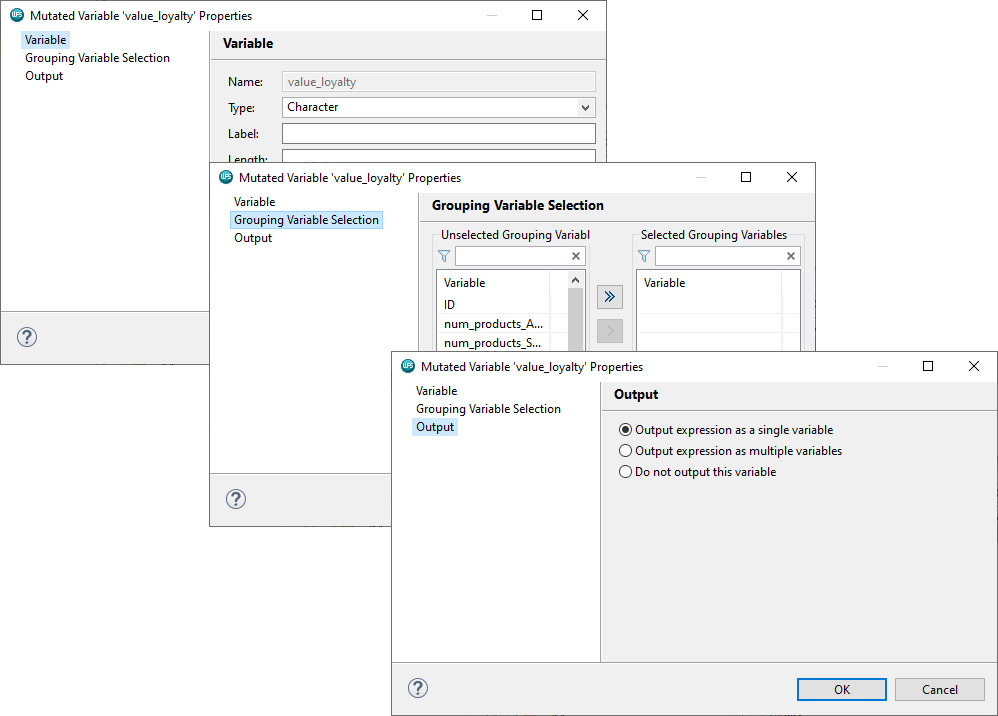 WPS Mutated Variable 'value_loyalty' Properties
Variable
Grouping Variable Selection
Output
Variable
Name: value_loyalty
Type: Character
Label:
Length:
WPS Mutated Variable 'value_loyalty' Properties
Variable
Grouping Variable Selection
Output
Grouping Variable Selection
Unselected Grouping Variabl
Selected Grouping Variables
Variable
ID
num_products_A...
num_products_S...
Variable
?
?
WPS Mutated Variable 'value_loyalty' Properties
Variable
Grouping Variable Selection
Output
Output
Output expression as a single variable
Output expression as multiple variables
Do not output this variable
?
OK
Cancel